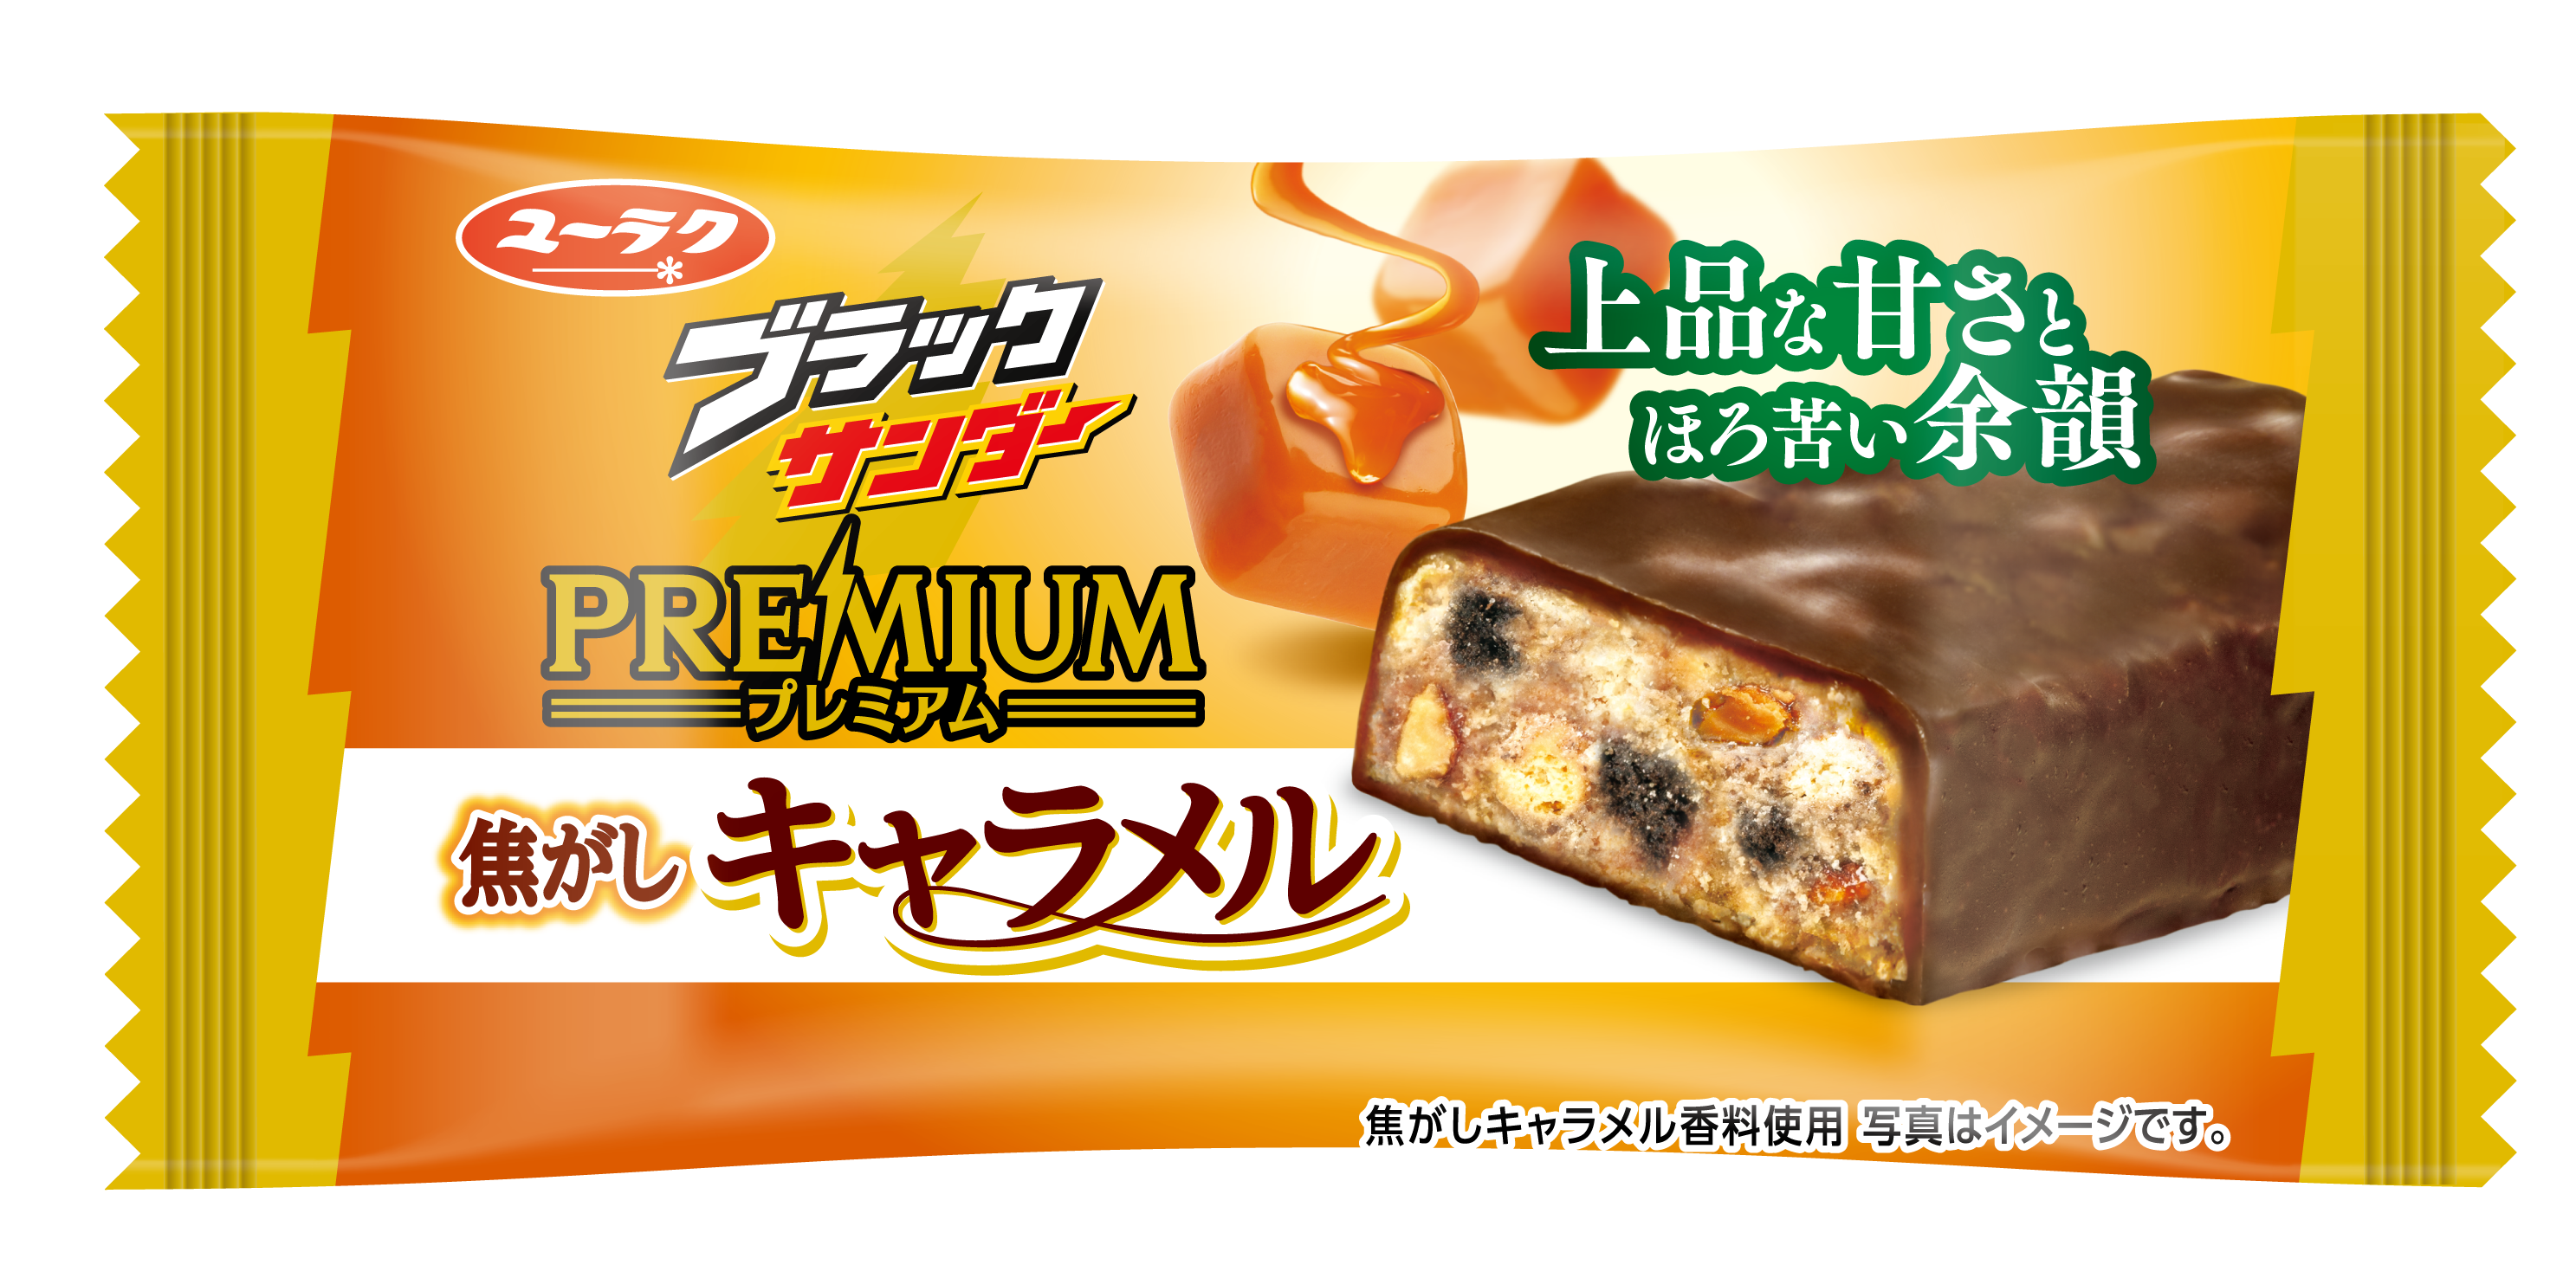 ユーラク
ブラック
サンダー
PREMIUM
プレミアム
焦がしキャラメル
上品な甘さと
ほろ苦い余韻
焦がしキャラメル香料使用 写真はイメージです。